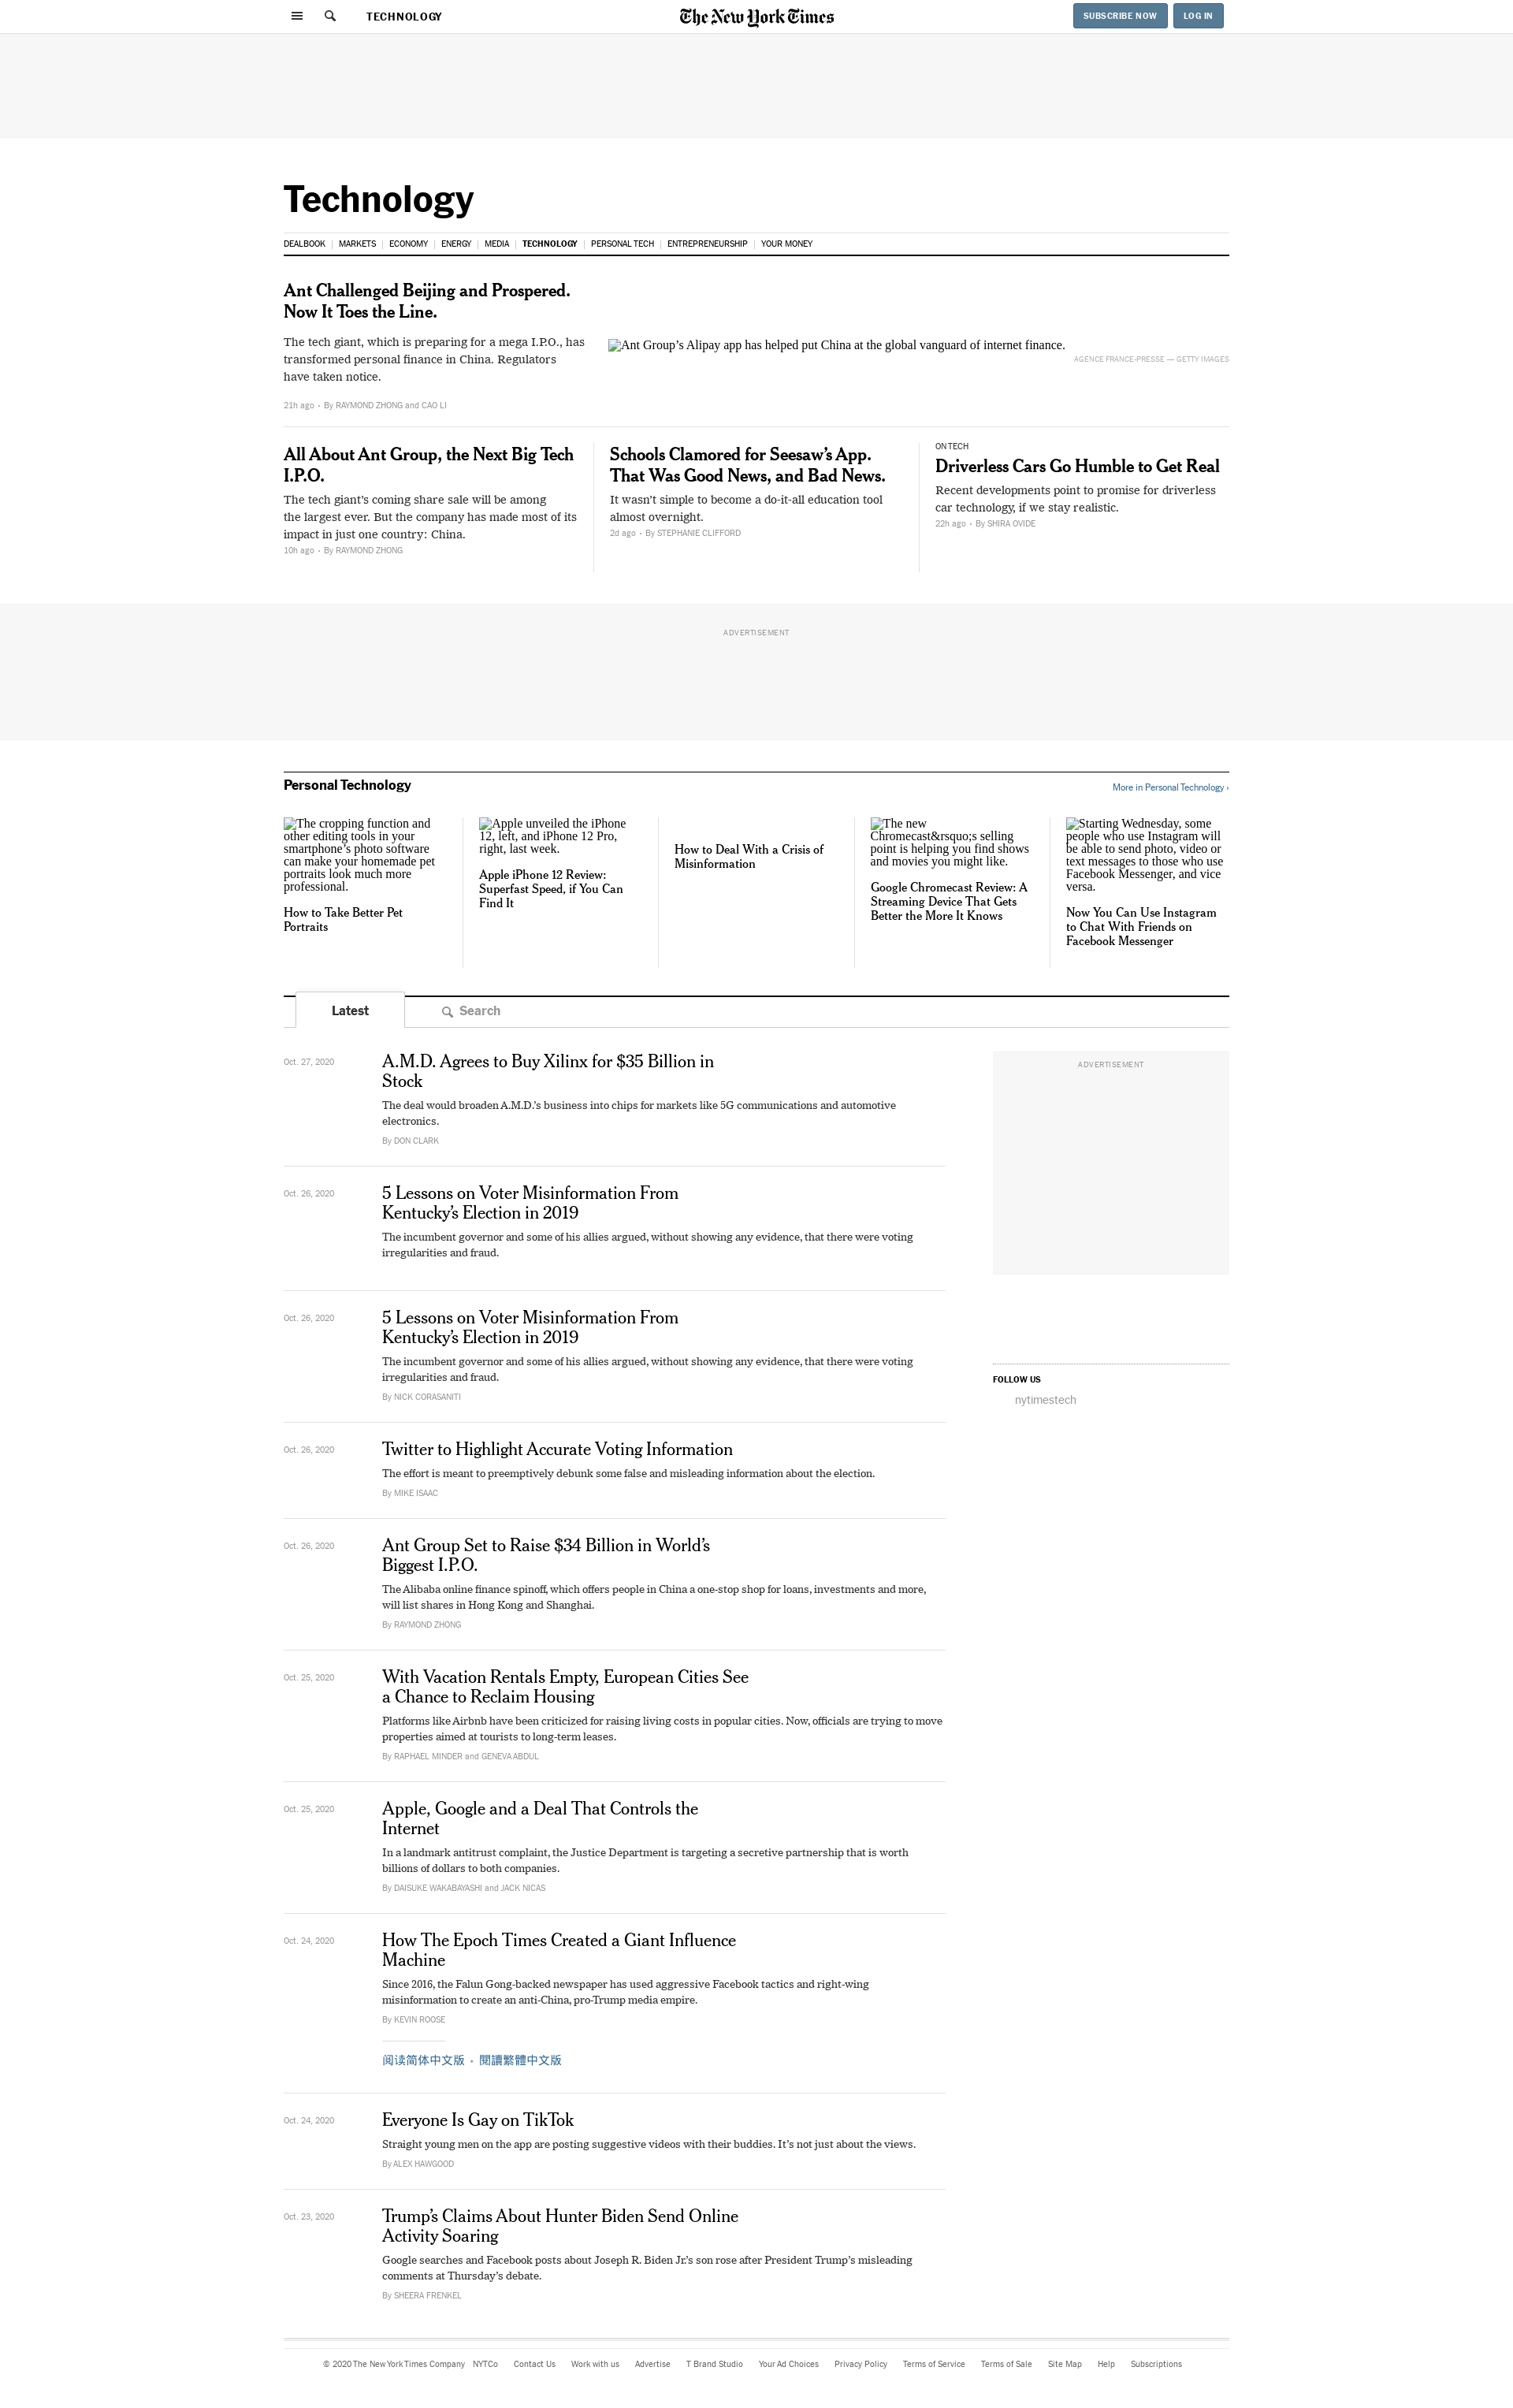 TECHNOLOGY
The New York Times
SUBSCRIBE NOW
LOG IN
Technology
DEALBOOK
MARKETS
ECONOMY
ENERGY
MEDIA
TECHNOLOGY
PERSONAL TECH
ENTREPRENEURSHIP
YOUR MONEY
Ant Challenged Beijing and Prospered.
Now It Toes the Line.
The tech giant, which is preparing for a mega I.P.O., has
transformed personal finance in China. Regulators
have taken notice.
21h ago • By RAYMOND ZHONG and CAO LI
Ant Group’s Alipay app has helped put China at the global vanguard of internet finance.
AGENCE FRANCE-PRESSE — GETTY IMAGES
All About Ant Group, the Next Big Tech
I.P.O.
The tech giant’s coming share sale will be among
the largest ever. But the company has made most of its
impact in just one country: China.
10h ago • By RAYMOND ZHONG
Schools Clamored for Seesaw’s App.
That Was Good News, and Bad News.
It wasn’t simple to become a do-it-all education tool
almost overnight.
2d ago • By STEPHANIE CLIFFORD
ON TECH
Driverless Cars Go Humble to Get Real
Recent developments point to promise for driverless
car technology, if we stay realistic.
22h ago • By SHIRA OVIDE
ADVERTISEMENT
Personal Technology
More in Personal Technology ›
The cropping function and
other editing tools in your
smartphone’s photo software
can make your homemade pet
portraits look much more
professional.
How to Take Better Pet
Portraits
Apple unveiled the iPhone
12, left, and iPhone 12 Pro,
right, last week.
Apple iPhone 12 Review:
Superfast Speed, if You Can
Find It
How to Deal With a Crisis of
Misinformation
The new
Chromecast&rsquo;s selling
point is helping you find shows
and movies you might like.
Google Chromecast Review: A
Streaming Device That Gets
Better the More It Knows
Starting Wednesday, some
people who use Instagram will
be able to send photo, video or
text messages to those who use
Facebook Messenger, and vice
versa.
Now You Can Use Instagram
to Chat With Friends on
Facebook Messenger
Latest
Search
Oct. 27, 2020
A.M.D. Agrees to Buy Xilinx for $35 Billion in
Stock
The deal would broaden A.M.D.’s business into chips for markets like 5G communications and automotive
electronics.
By DON CLARK
ADVERTISEMENT
Oct. 26, 2020
5 Lessons on Voter Misinformation From
Kentucky’s Election in 2019
The incumbent governor and some of his allies argued, without showing any evidence, that there were voting
irregularities and fraud.
Oct. 26, 2020
5 Lessons on Voter Misinformation From
Kentucky’s Election in 2019
The incumbent governor and some of his allies argued, without showing any evidence, that there were voting
irregularities and fraud.
By NICK CORASANITI
FOLLOW US
nytimestech
Oct. 26, 2020
Twitter to Highlight Accurate Voting Information
The effort is meant to preemptively debunk some false and misleading information about the election.
By MIKE ISAAC
Oct. 26, 2020
Ant Group Set to Raise $34 Billion in World’s
Biggest I.P.O.
The Alibaba online finance spinoff, which offers people in China a one-stop shop for loans, investments and more,
will list shares in Hong Kong and Shanghai.
By RAYMOND ZHONG
Oct. 25, 2020
With Vacation Rentals Empty, European Cities See
a Chance to Reclaim Housing
Platforms like Airbnb have been criticized for raising living costs in popular cities. Now, officials are trying to move
properties aimed at tourists to long-term leases.
By RAPHAEL MINDER and GENEVA ABDUL
Oct. 25, 2020
Apple, Google and a Deal That Controls the
Internet
In a landmark antitrust complaint, the Justice Department is targeting a secretive partnership that is worth
billions of dollars to both companies.
By DAISUKE WAKABAYASHI and JACK NICAS
Oct. 24, 2020
How The Epoch Times Created a Giant Influence
Machine
Since 2016, the Falun Gong-backed newspaper has used aggressive Facebook tactics and right-wing
misinformation to create an anti-China, pro-Trump media empire.
By KEVIN ROOSE
阅读简体中文版 • 閱讀繁體中文版
Oct. 24, 2020
Everyone Is Gay on TikTok
Straight young men on the app are posting suggestive videos with their buddies. It’s not just about the views.
By ALEX HAWGOOD
Oct. 23, 2020
Trump’s Claims About Hunter Biden Send Online
Activity Soaring
Google searches and Facebook posts about Joseph R. Biden Jr.’s son rose after President Trump’s misleading
comments at Thursday’s debate.
By SHEERA FRENKEL
© 2020 The New York Times Company
NYTCo
Contact Us
Work with us
Advertise
T Brand Studio
Your Ad Choices
Privacy Policy
Terms of Service
Terms of Sale
Site Map
Help
Subscriptions